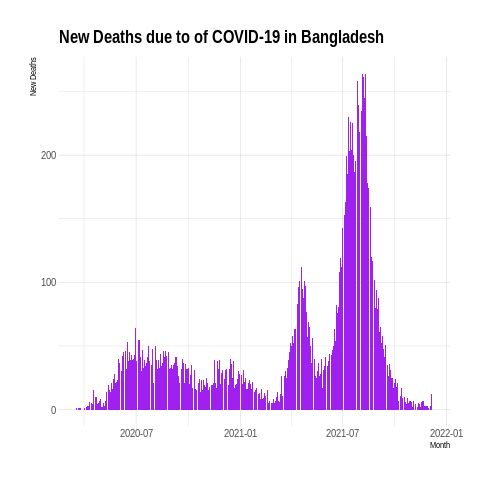 New Deaths due to of COVID-19 in Bangladesh
New Deaths
200
100
0
2020-07 2021-01 2021-07 2022-01
Month